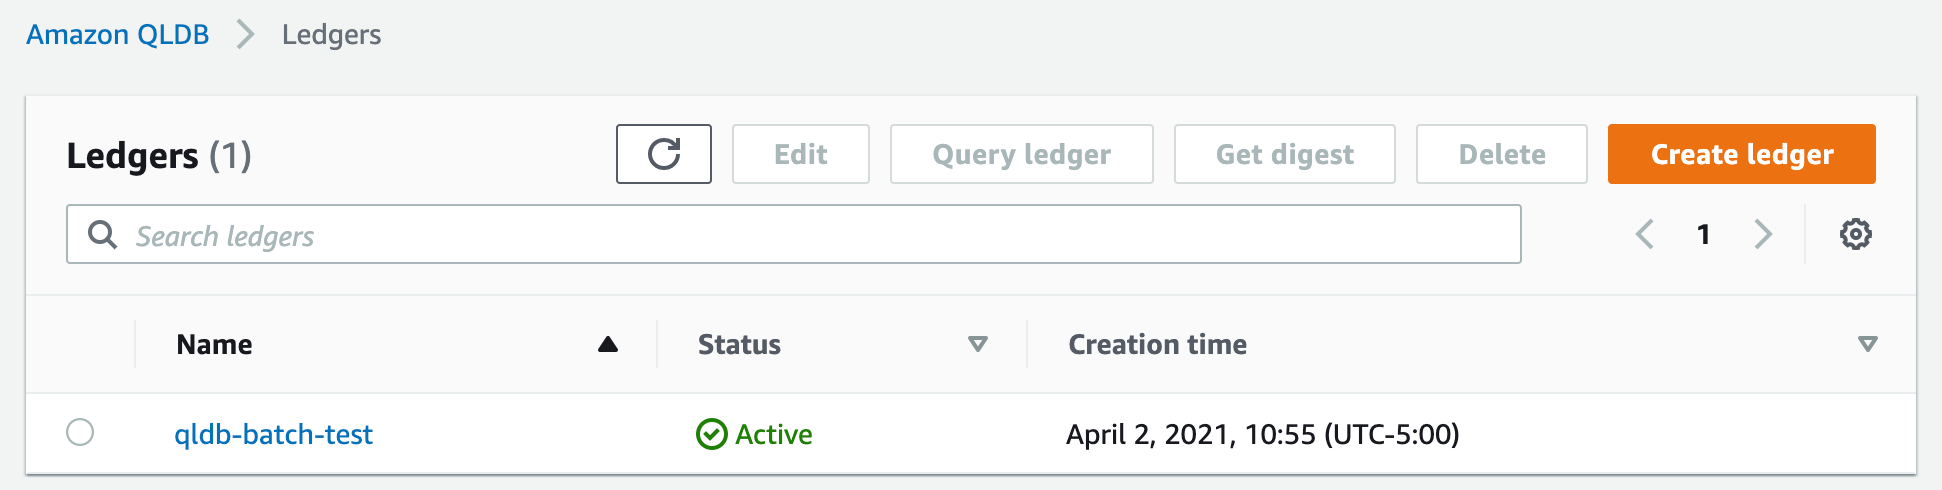 Amazon QLDB > Ledgers
Ledgers (1) Edit Query ledger Get digest Delete Create ledger
Search ledgers 1
Name Status Creation time
qldb-batch-test Active April 2, 2021, 10:55 (UTC-5:00)